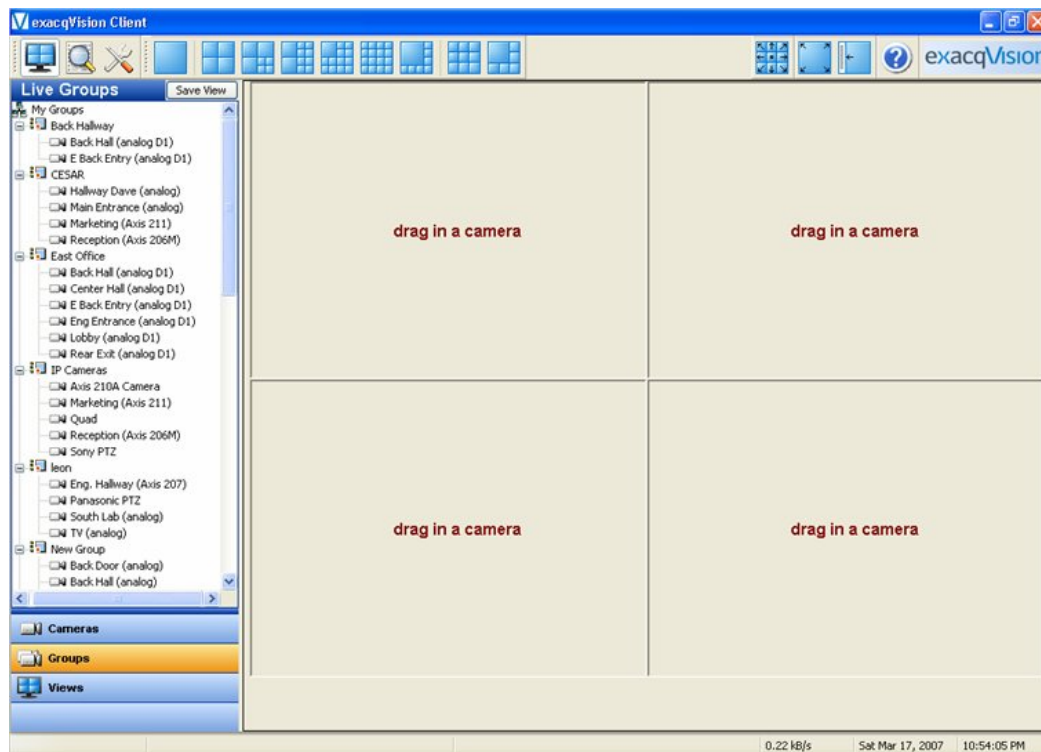 exacqVision Client
exacqVision
Live Groups
Save View
My Groups
Back Hallway
Back Hall (analog D1)
E Back Entry (analog D1)
CESAR
Hallway Dave (analog)
Main Entrance (analog)
Marketing (Axis 211)
Reception (Axis 206M)
East Office
Back Hall (analog D1)
Center Hall (analog D1)
E Back Entry (analog D1)
Eng Entrance (analog D1)
Lobby (analog D1)
Rear Exit (analog D1)
IP Cameras
Axis 210A Camera
Marketing (Axis 211)
Quad
Reception (Axis 206M)
Sony PTZ
leon
Eng. Hallway (Axis 207)
Panasonic PTZ
South Lab (analog)
TV (analog)
New Group
Back Door (analog)
Back Hall (analog)
Cameras
Groups
Views
drag in a camera
drag in a camera
drag in a camera
drag in a camera
0.22 kB/s Sat Mar 17, 2007 10:54:05 PM